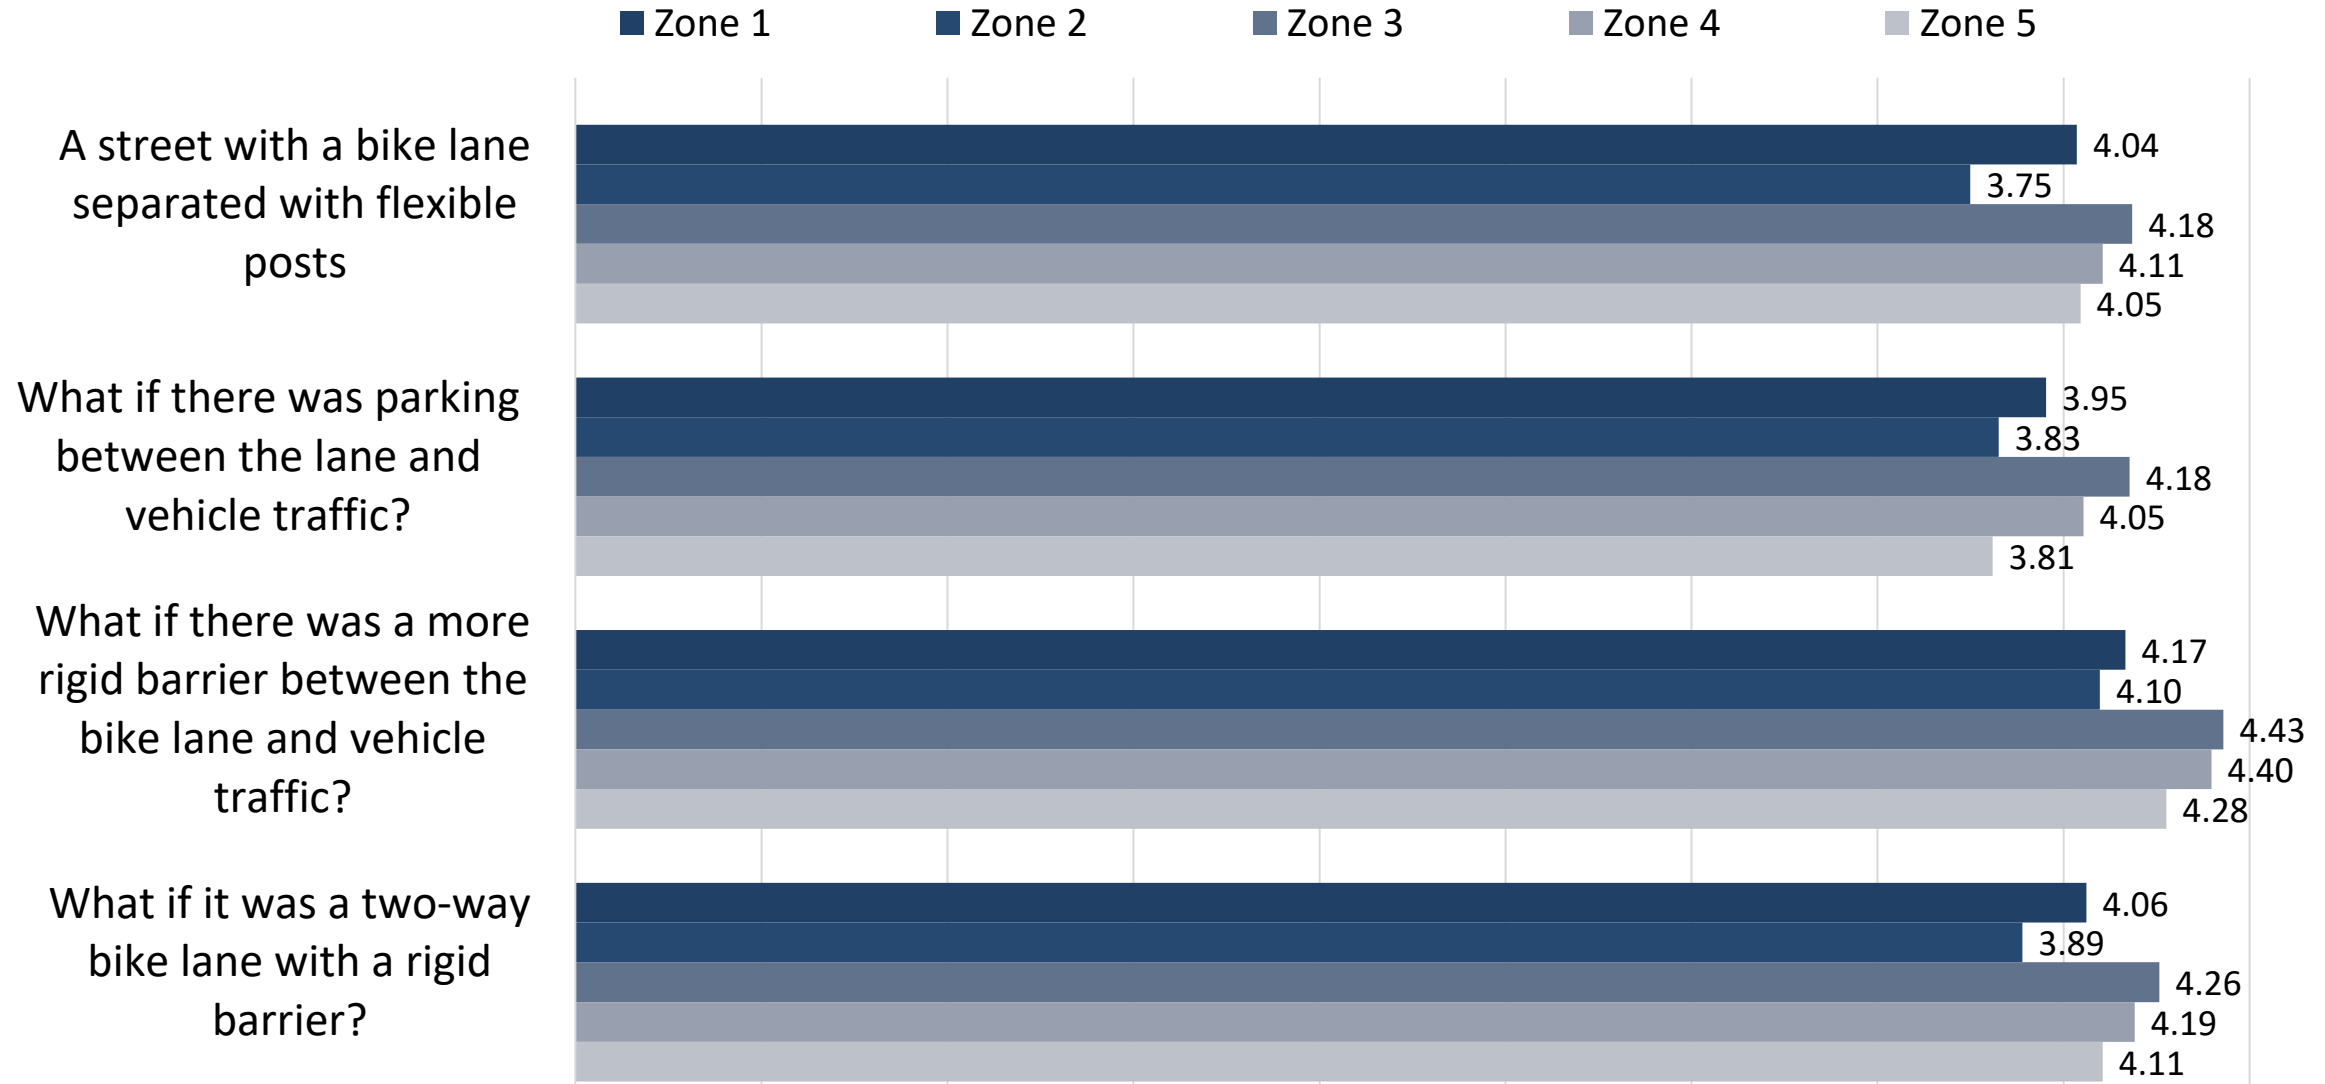 Zone 1 Zone 2 Zone 3 Zone 4 Zone 5
A street with a bike lane
separated with flexible
posts
4.04
3.75
4.18
4.11
4.05
What if there was parking
between the lane and
vehicle traffic?
3.95
3.83
4.18
4.05
3.81
What if there was a more
rigid barrier between the
bike lane and vehicle
traffic?
4.17
4.10
4.43
4.40
4.28
What if it was a two-way
bike lane with a rigid
barrier?
4.06
3.89
4.26
4.19
4.11